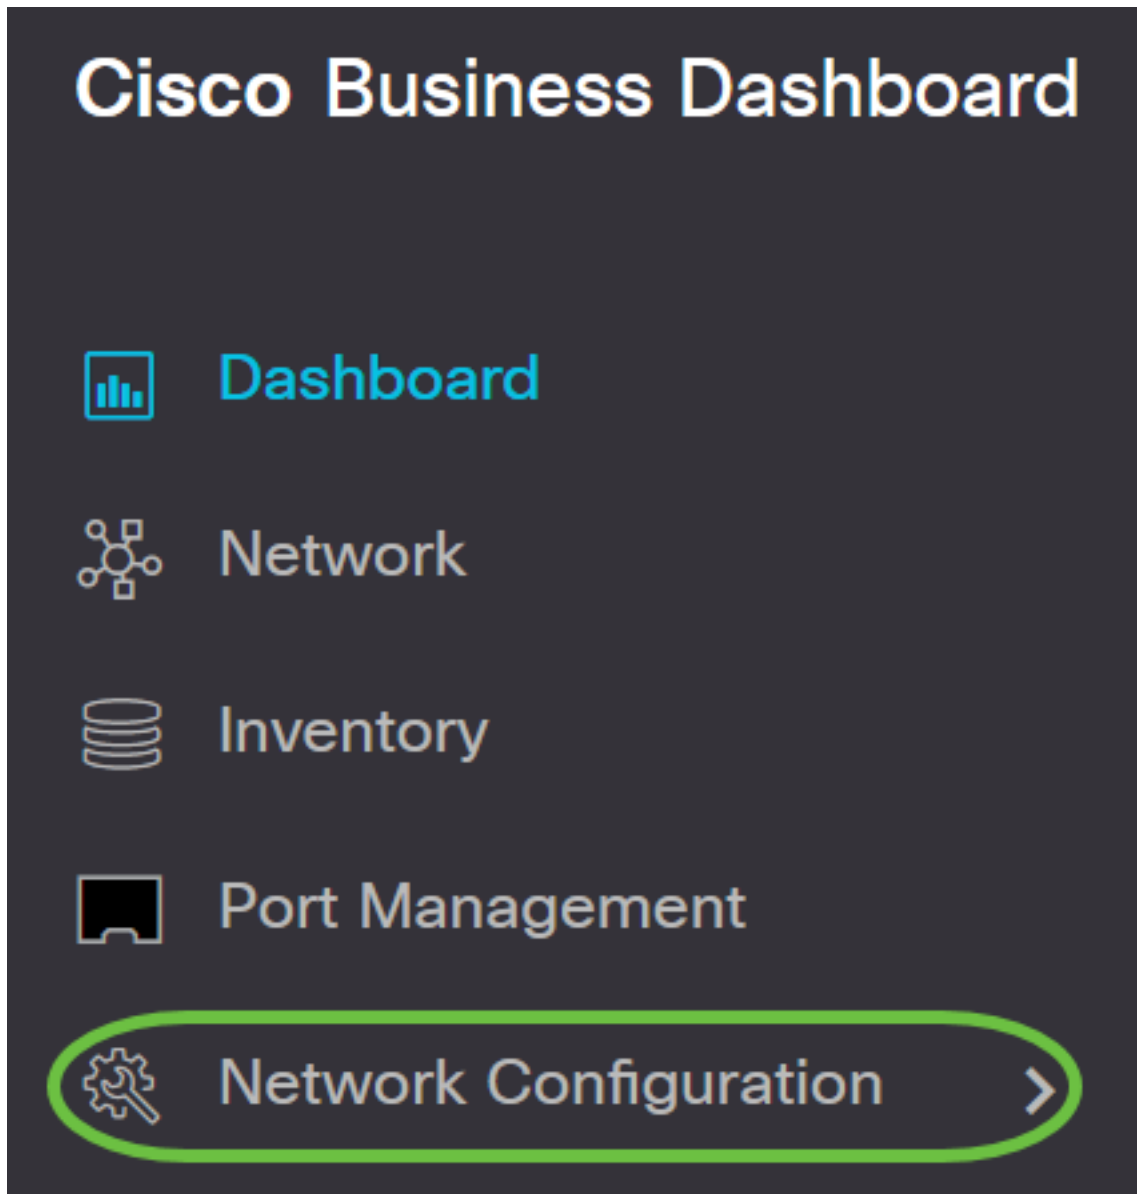 Cisco Business Dashboard
Dashboard
Network
Inventory
Port Management
Network Configuration